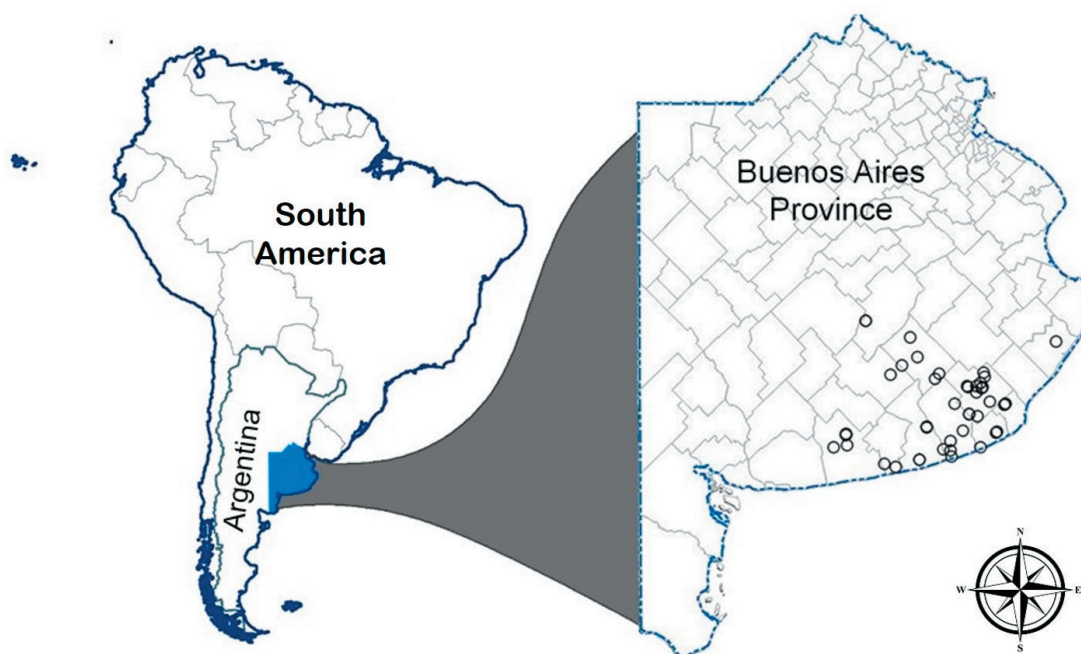 South
America
Argentina
Buenos Aires
Province
N
W
E
S